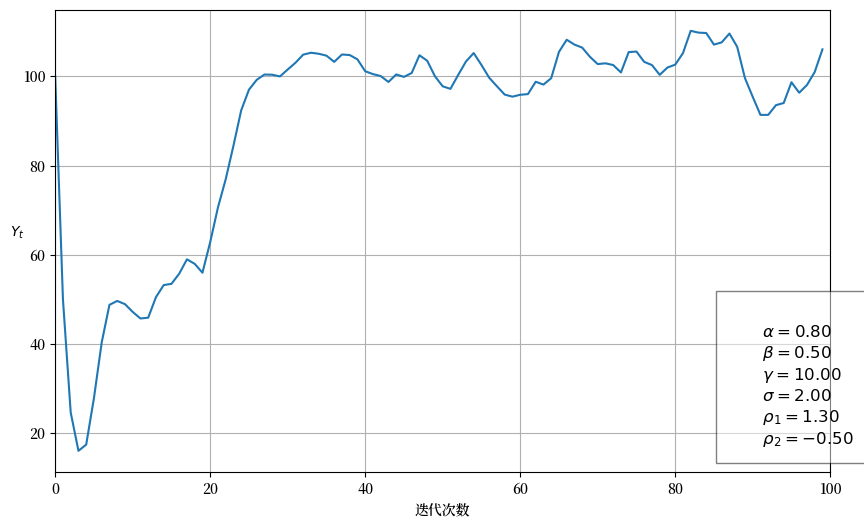 100
80
60
40
20
Y_t
0 20 40 60 80 100
迭代次数
α = 0.80
β = 0.50
γ = 10.00
σ = 2.00
ρ₁ = 1.30
ρ₂ = −0.50